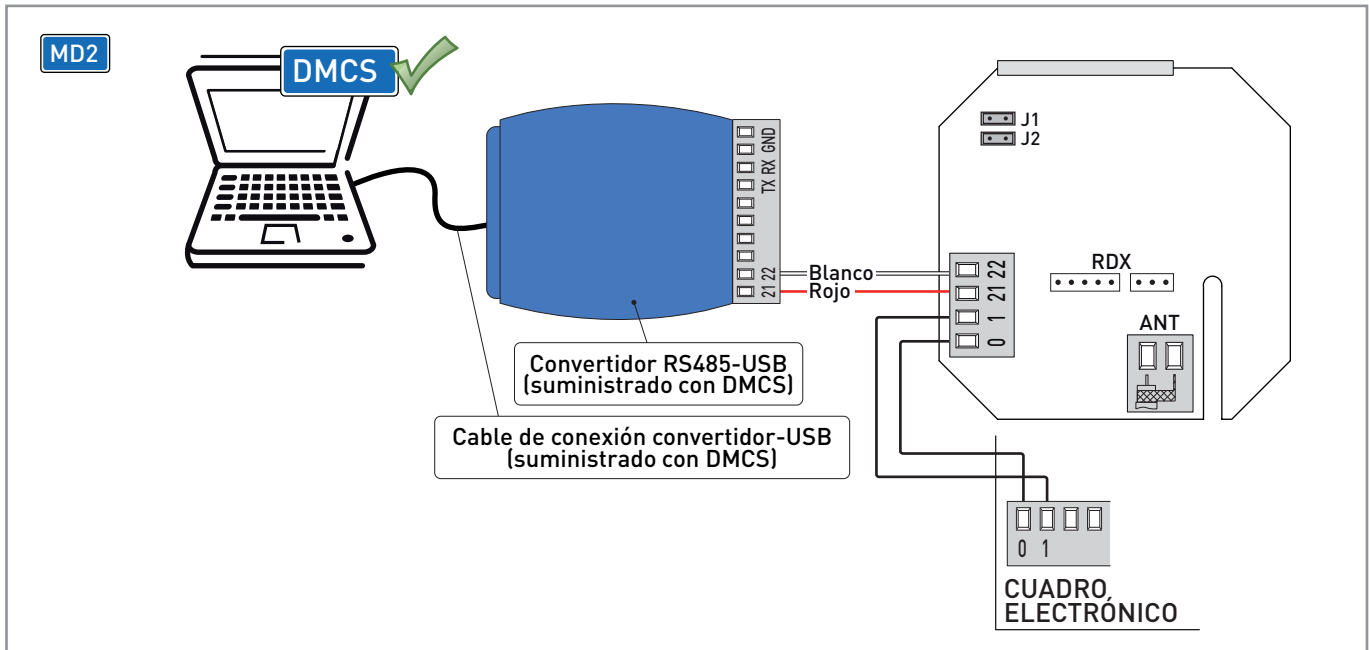 MD2
DMCS
GND
RX
TX
22
21
Blanco
Rojo
Convertidor RS485-USB
(suministrado con DMCS)
Cable de conexión convertidor-USB
(suministrado con DMCS)
J1
J2
22
21
1
0
RDX
ANT
0 1
CUADRO
ELECTRÓNICO